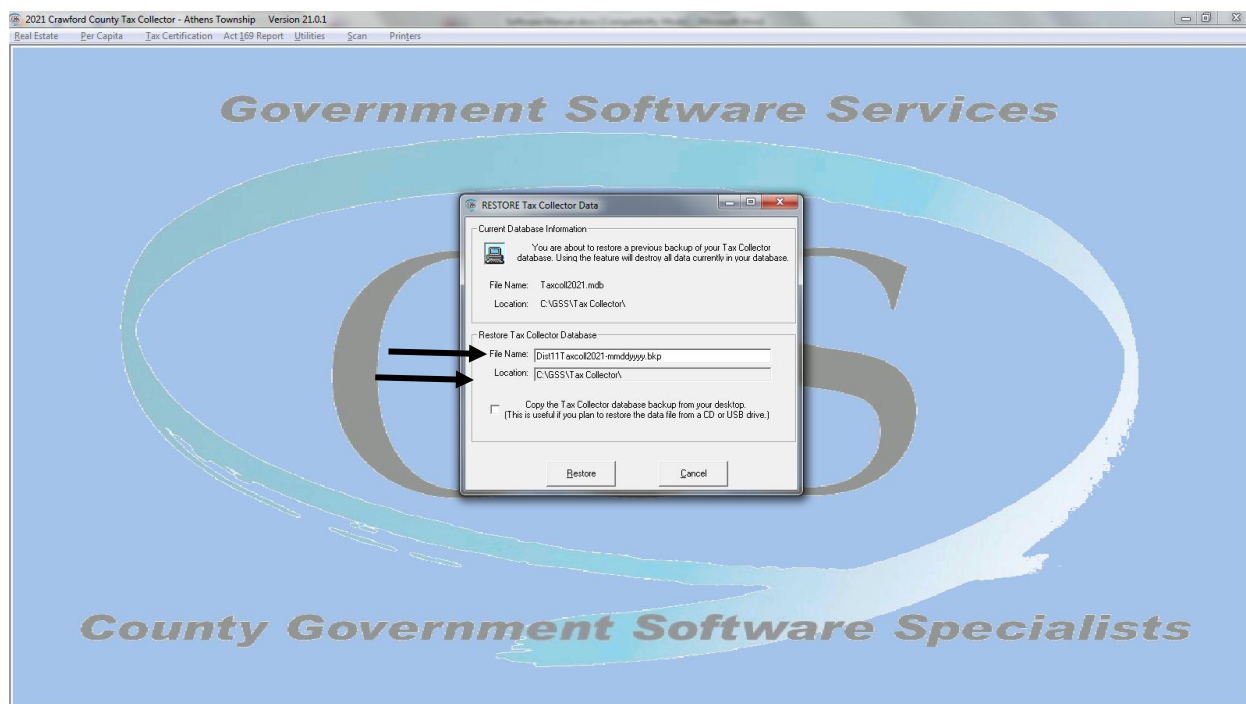 2021 Crawford County Tax Collector - Athens Township Version 21.0.1
Real Estate Per Capita Tax Certification Act 169 Report Utilities Scan Printers
Government Software Services
RESTORE Tax Collector Data
Current Database Information
You are about to restore a previous backup of your Tax Collector
database. Using the feature will destroy all data currently in your database.
File Name: Taxcoll2021.mdb
Location: C:\GSS\Tax Collector\
Restore Tax Collector Database
File Name: Dist11Taxcoll2021-mmddyyyy.bkp
Location: C:\GSS\Tax Collector\
Copy the Tax Collector database backup from your desktop.
(This is useful if you plan to restore the data file from a CD or USB drive.)
Restore Cancel
County Government Software Specialists